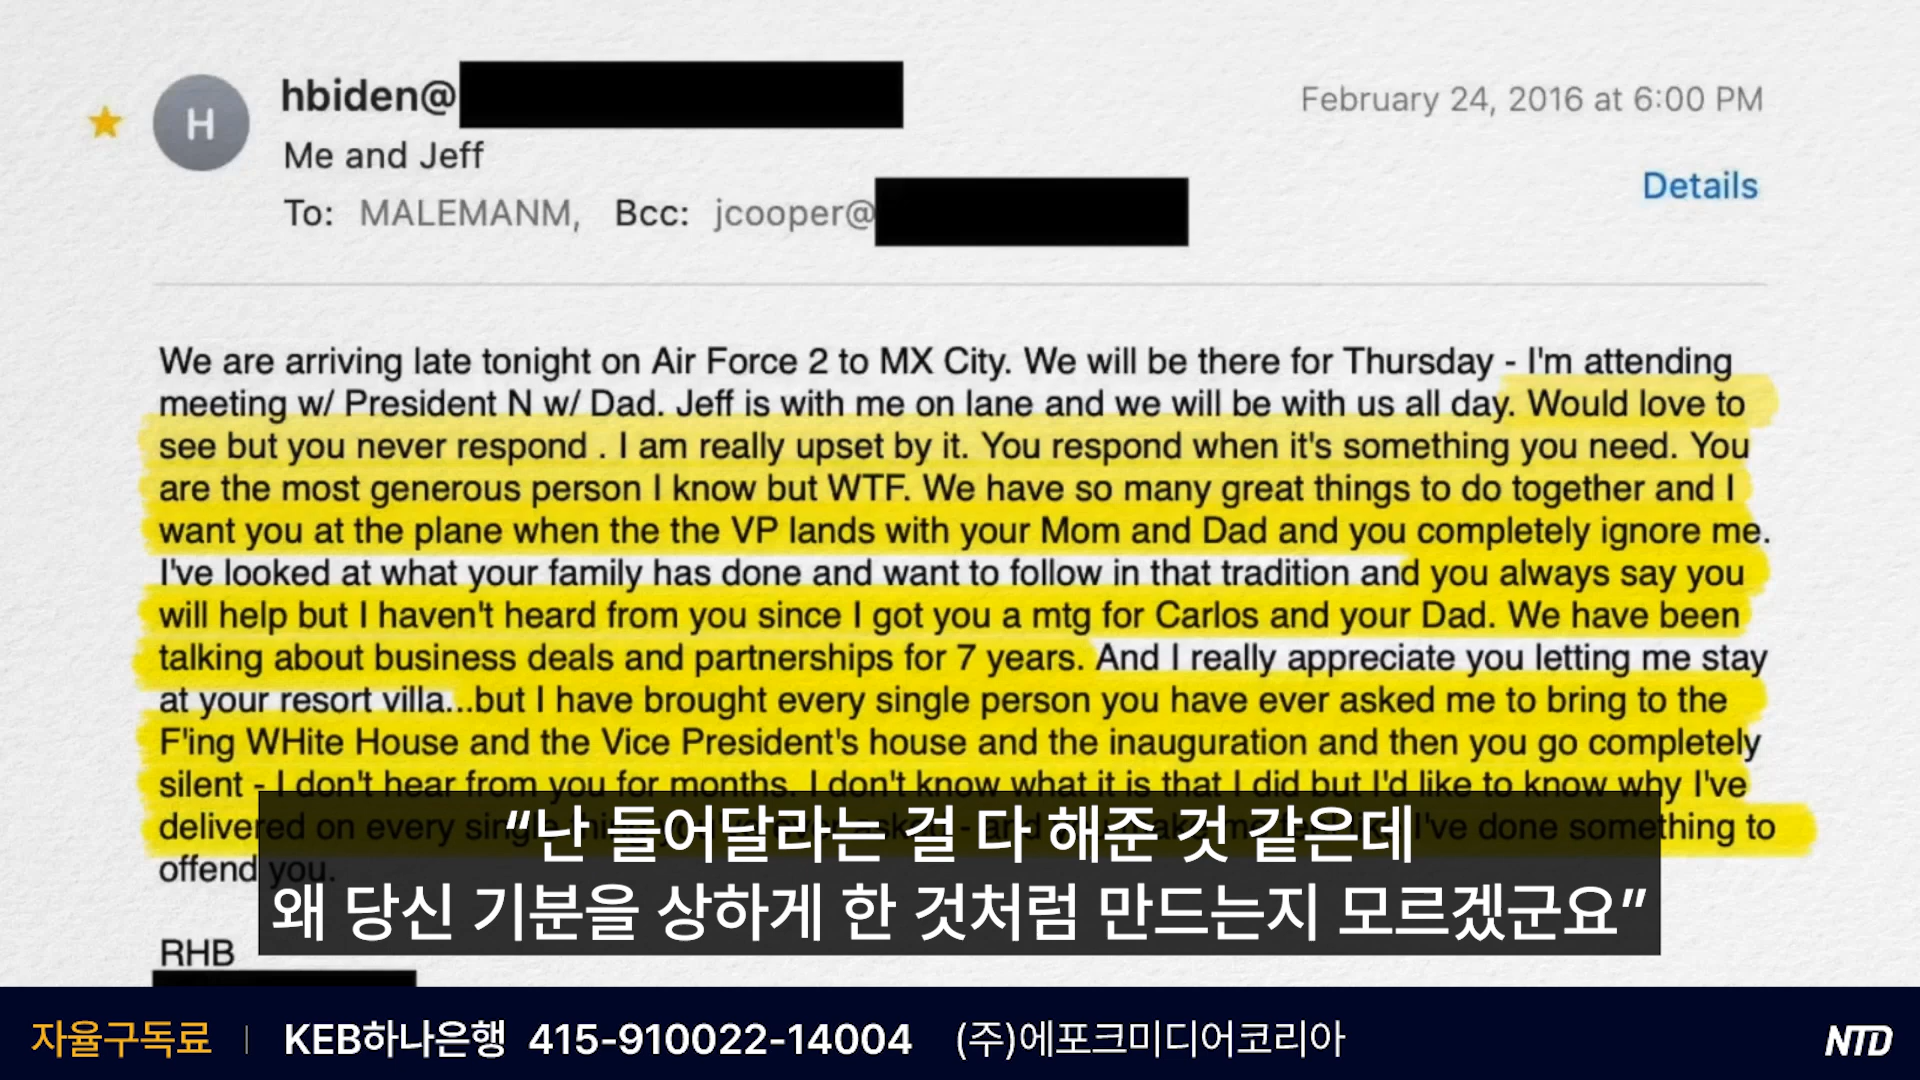 H
hbiden@
February 24, 2016 at 6:00 PM
Me and Jeff
To: MALEMANM, Bcc: jcooper@
Details
We are arriving late tonight on Air Force 2 to MX City. We will be there for Thursday - I'm attending
meeting w/ President N w/ Dad. Jeff is with me on lane and we will be with us all day. Would love to
see but you never respond . I am really upset by it. You respond when it's something you need. You
are the most generous person I know but WTF. We have so many great things to do together and I
want you at the plane when the the VP lands with your Mom and Dad and you completely ignore me.
I've looked at what your family has done and want to follow in that tradition and you always say you
will help but I haven't heard from you since I got you a mtg for Carlos and your Dad. We have been
talking about business deals and partnerships for 7 years. And I really appreciate you letting me stay
at your resort villa...but I have brought every single person you have ever asked me to bring to the
F'ing WHite House and the Vice President's house and the inauguration and then you go completely
silent - I don't hear from you for months. I don't know what it is that I did but I'd like to know why I've
delivered on every single I've done something to
offend you.
RHB
“난 들어달라는 걸 다 해준 것 같은데
왜 당신 기분을 상하게 한 것처럼 만드는지 모르겠군요”
자율구독료 | KEB하나은행 415-910022-14004 (주)에포크미디어코리아
NTD